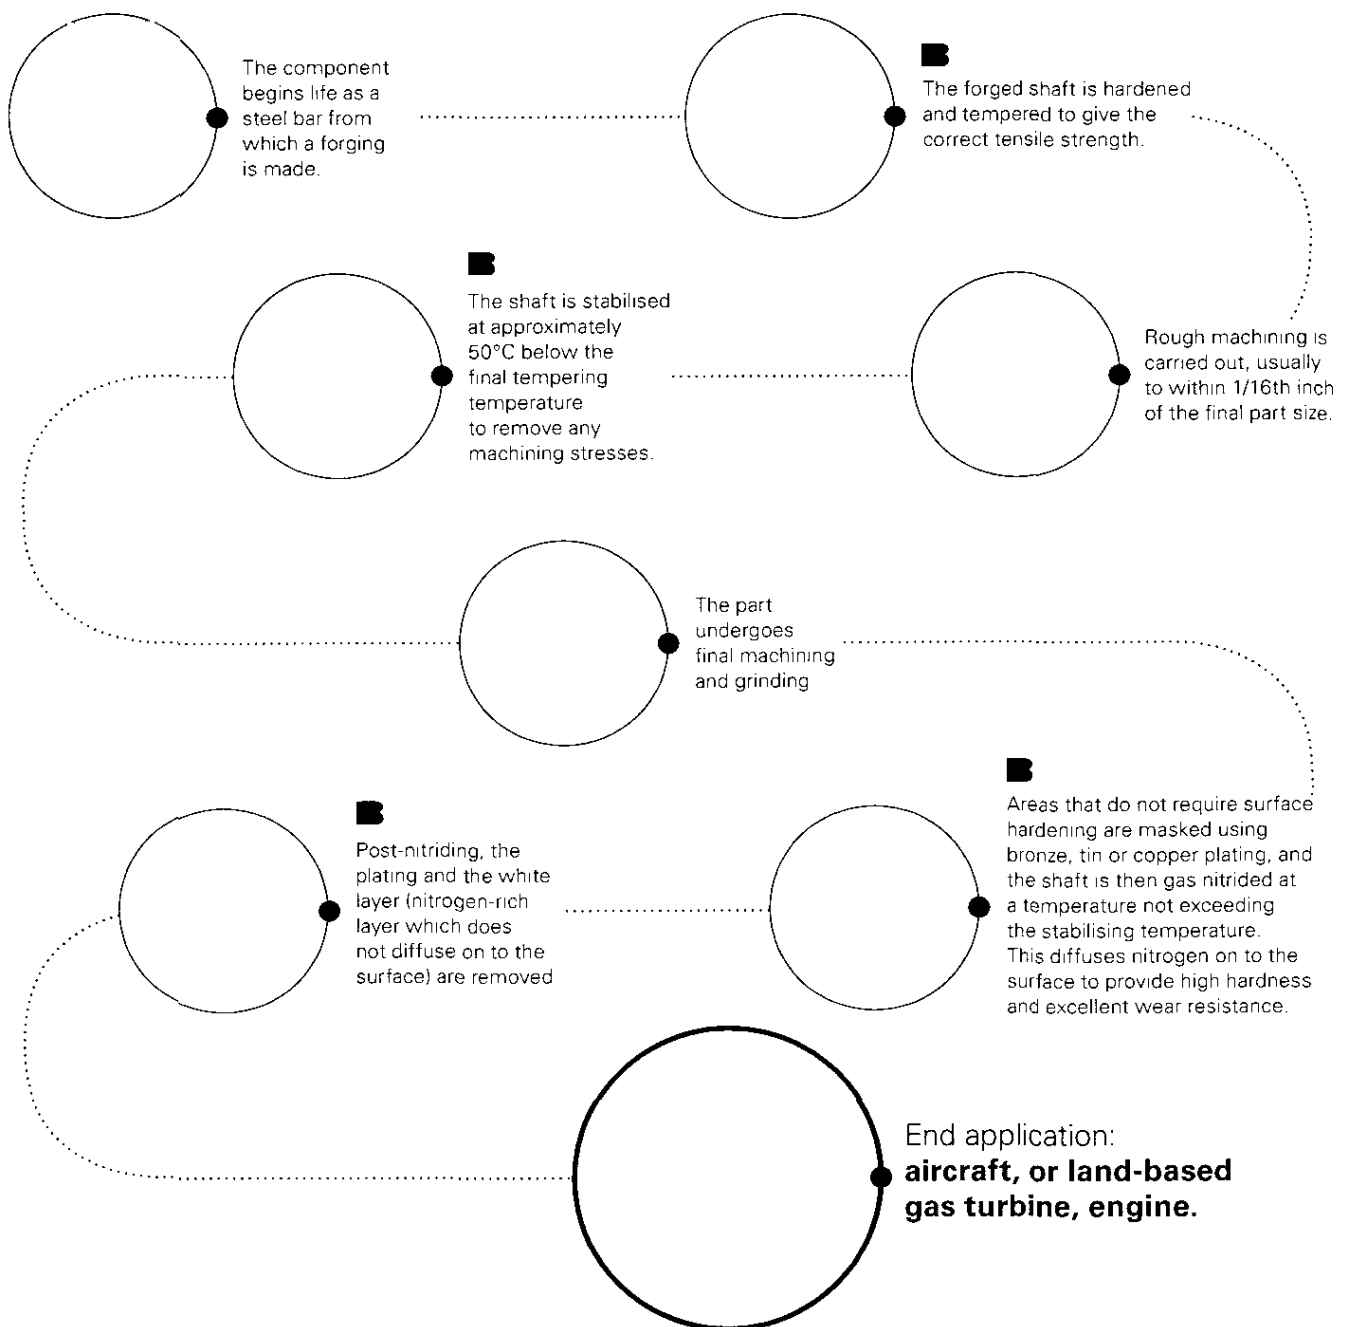 The component
begins life as a
steel bar from
which a forging
is made.
The forged shaft is hardened
and tempered to give the
correct tensile strength.
Rough machining is
carried out, usually
to within 1/16th inch
of the final part size.
The shaft is stabilised
at approximately
50°C below the
final tempering
temperature
to remove any
machining stresses.
The part
undergoes
final machining
and grinding
Areas that do not require surface
hardening are masked using
bronze, tin or copper plating, and
the shaft is then gas nitrided at
a temperature not exceeding
the stabilising temperature.
This diffuses nitrogen on to the
surface to provide high hardness
and excellent wear resistance.
Post-nitriding, the
plating and the white
layer (nitrogen-rich
layer which does
not diffuse on to the
surface) are removed
End application:
aircraft, or land-based
gas turbine, engine.